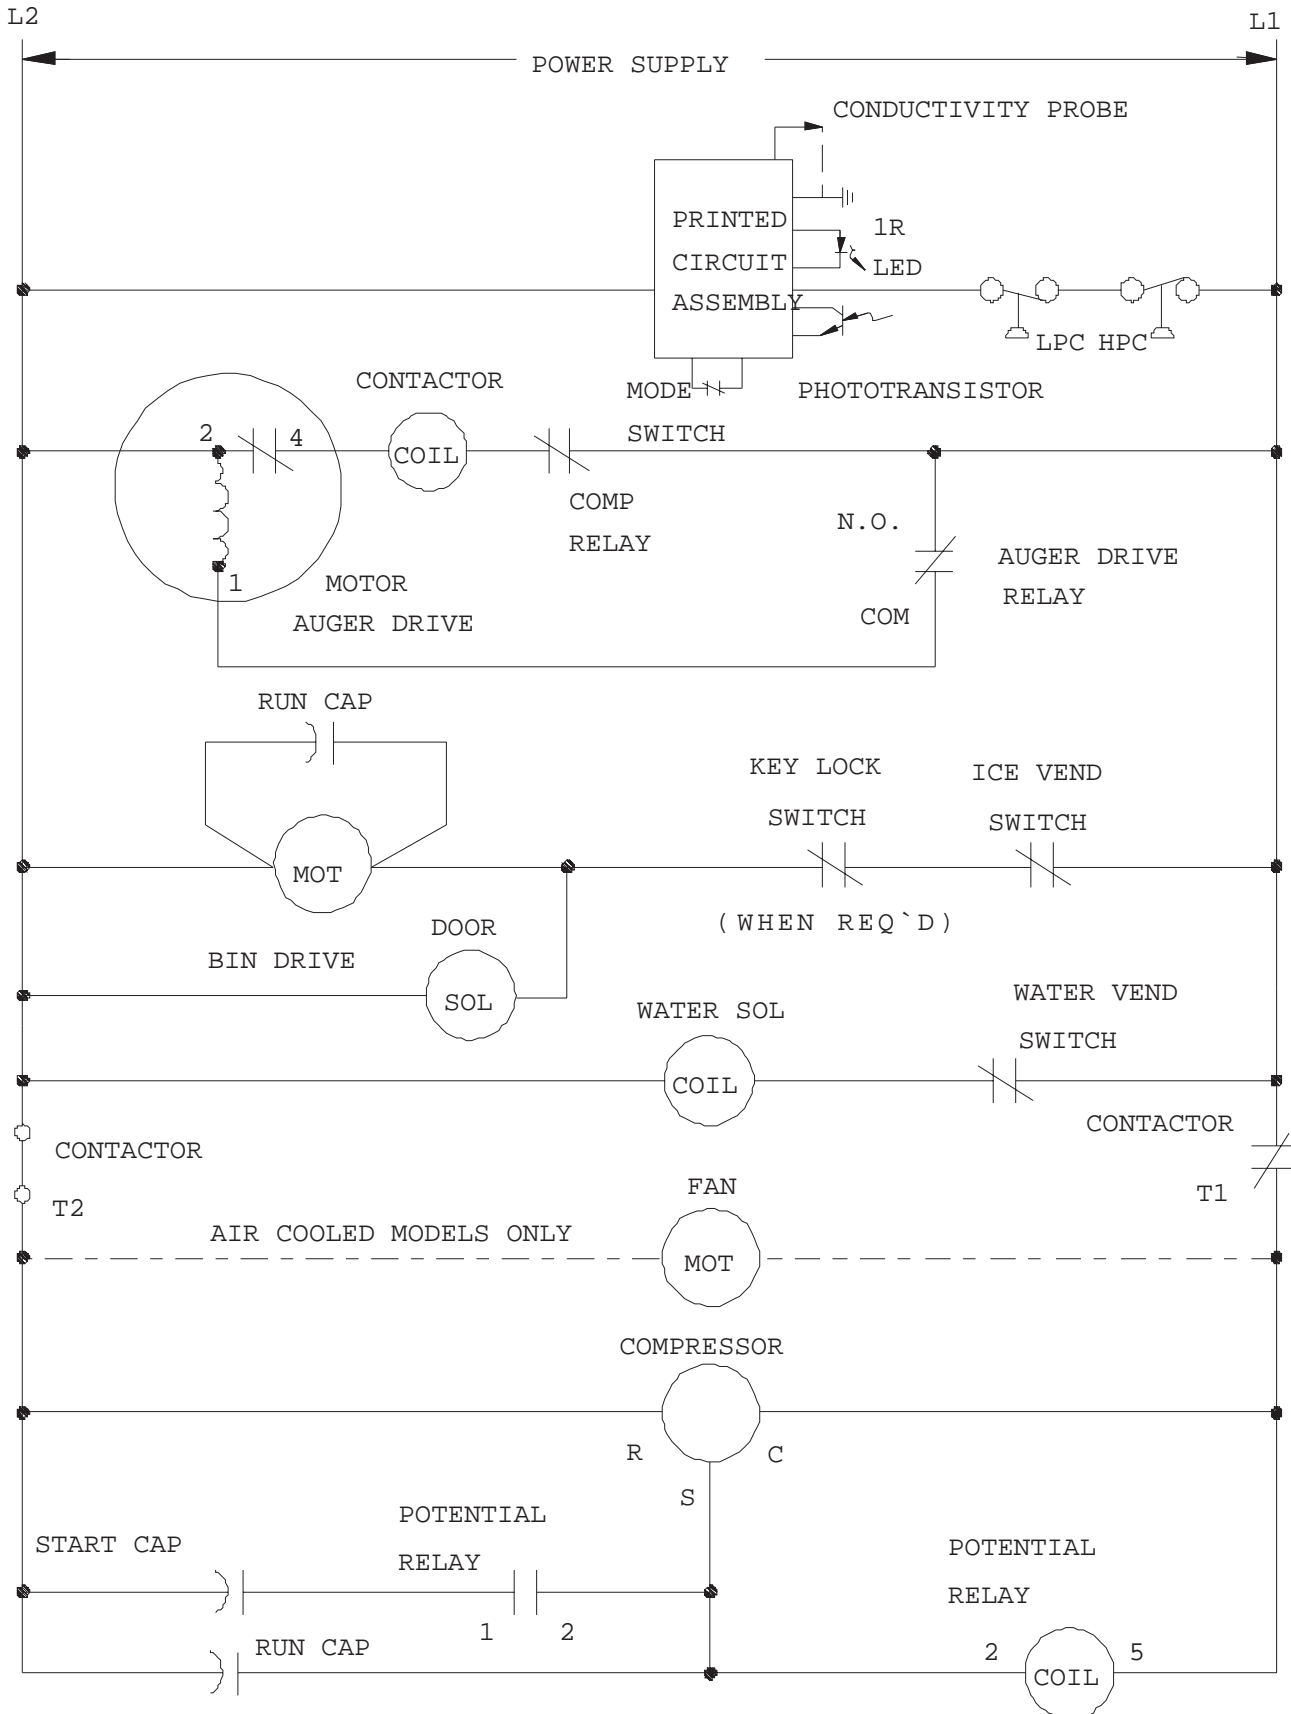 L2
L1
POWER SUPPLY
CONDUCTIVITY PROBE
PRINTED
CIRCUIT
ASSEMBLY
1R
LED
LPC HPC
MODE
SWITCH
PHOTOTRANSISTOR
CONTACTOR
2
4
COIL
COMP
RELAY
N.O.
COM
AUGER DRIVE
RELAY
1
MOTOR
AUGER DRIVE
RUN CAP
KEY LOCK
SWITCH
ICE VEND
SWITCH
MOT
(WHEN REQ`D)
DOOR
BIN DRIVE
SOL
WATER SOL
WATER VEND
SWITCH
COIL
CONTACTOR
T2
CONTACTOR
T1
FAN
AIR COOLED MODELS ONLY
MOT
COMPRESSOR
R
C
S
START CAP
POTENTIAL
RELAY
1
2
POTENTIAL
RELAY
RUN CAP
2
5
COIL